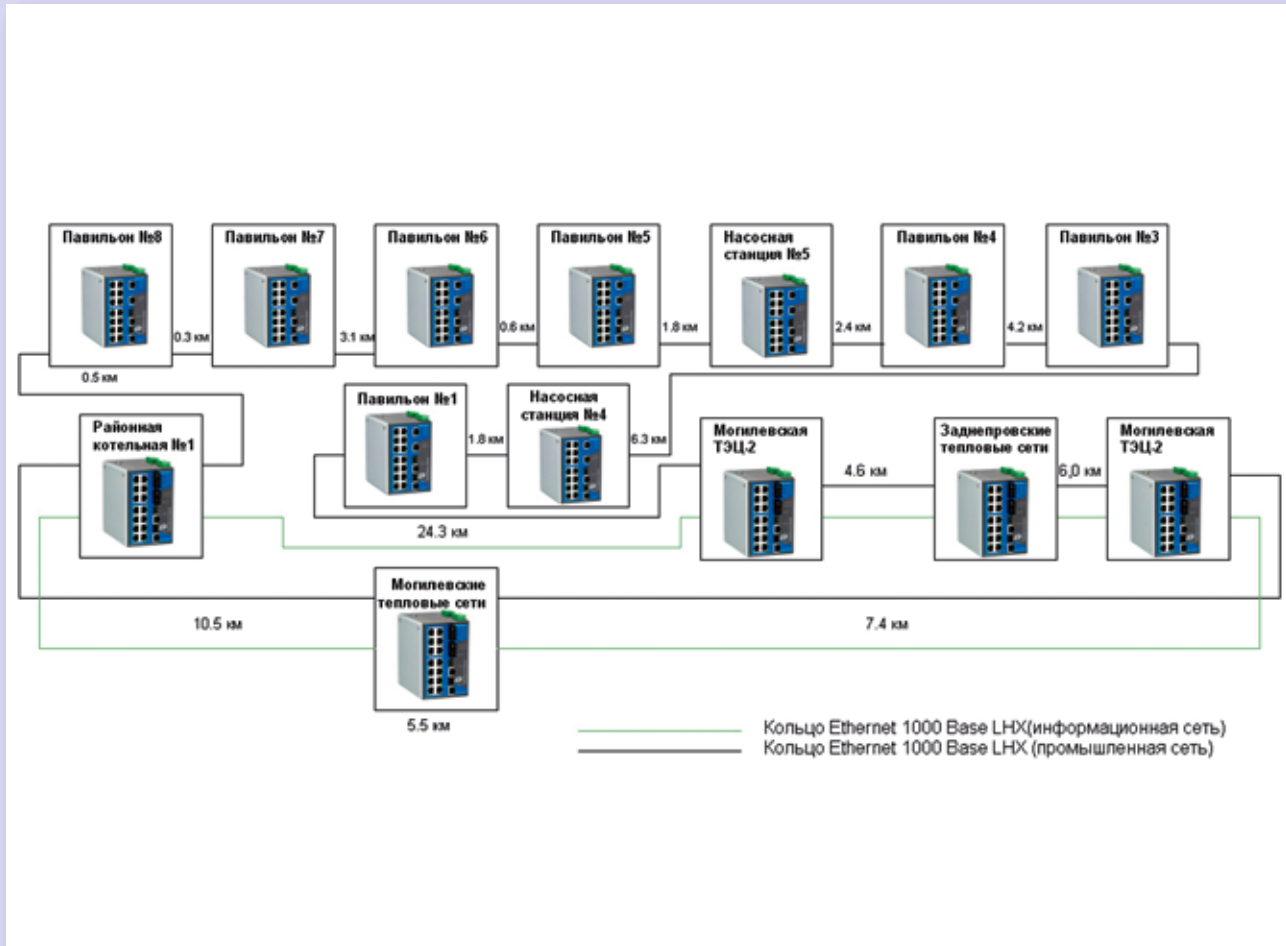 Павильон №8
Павильон №7
Павильон №6
Павильон №5
Насосная
станция №5
Павильон №4
Павильон №3
0.3 км
3.1 км
0.6 км
1.8 км
2.4 км
4.2 км
0.5 км
Павильон №1
Насосная
станция №4
1.8 км
6.3 км
Районная
котельная №1
Могилевская
ТЭЦ-2
Заднепровские
тепловые сети
Могилевская
ТЭЦ-2
4.6 км
6,0 км
24.3 км
Могилевские
тепловые сети
10.5 км
7.4 км
5.5 км
Кольцо Ethernet 1000 Base LHX(информационная сеть)
Кольцо Ethernet 1000 Base LHX (промышленная сеть)